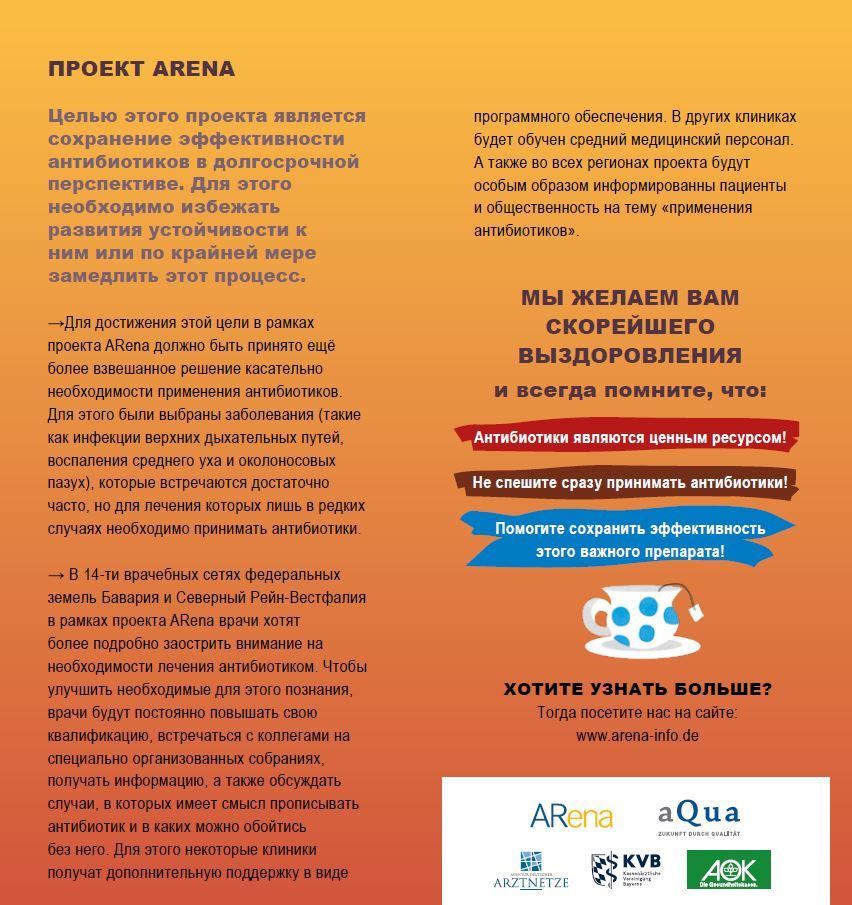 ПРОЕКТ ARENA
Целью этого проекта является
сохранение эффективности
антибиотиков в долгосрочной
перспективе. Для этого
необходимо избежать
развития устойчивости к
ним или по крайней мере
замедлить этот процесс.
→Для достижения этой цели в рамках
проекта ARena должно быть принято ещё
более взвешенное решение касательно
необходимости применения антибиотиков.
Для этого были выбраны заболевания (такие
как инфекции верхних дыхательных путей,
воспаления среднего уха и околоносовых
пазух), которые встречаются достаточно
часто, но для лечения которых лишь в редких
случаях необходимо принимать антибиотики.
→ В 14-ти врачебных сетях федеральных
земель Бавария и Северный Рейн-Вестфалия
в рамках проекта ARena врачи хотят
более подробно заострить внимание на
необходимости лечения антибиотиком. Чтобы
улучшить необходимые для этого познания,
врачи будут постоянно повышать свою
квалификацию, встречаться с коллегами на
специально организованных собраниях,
получать информацию, а также обсуждать
случаи, в которых имеет смысл прописывать
антибиотик и в каких можно обойтись
без него. Для этого некоторые клиники
получат дополнительную поддержку в виде
программного обеспечения. В других клиниках
будет обучен средний медицинский персонал.
А также во всех регионах проекта будут
особым образом информированны пациенты
и общественность на тему «применения
антибиотиков».
МЫ ЖЕЛАЕМ ВАМ
СКОРЕЙШЕГО
ВЫЗДОРОВЛЕНИЯ
и всегда помните, что:
Антибиотики являются ценным ресурсом!
Не спешите сразу принимать антибиотики!
Помогите сохранить эффективность
этого важного препарата!
ХОТИТЕ УЗНАТЬ БОЛЬШЕ?
Тогда посетите нас на сайте:
www.arena-info.de
ARena
aQua
ZUKUNFT DURCH QUALITÄT
AGENTUR DEUTSCHER
ARZTNETZE
KVB
Kassenärztliche
Vereinigung
Bayerns
AOK
Die Gesundheitskasse.